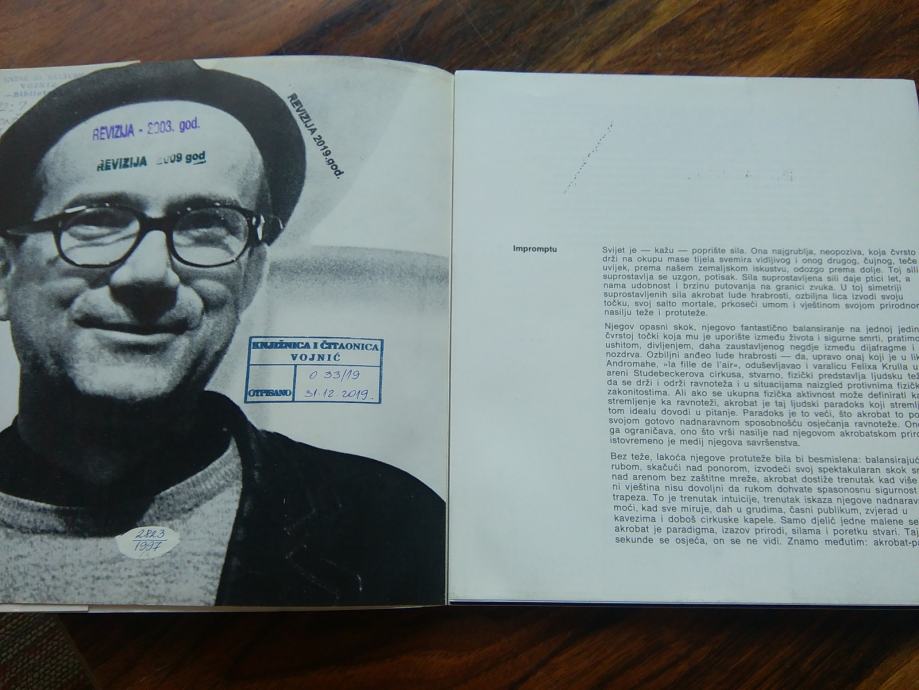 VOJNIĆ
REVIZIJA - 2003. god.
REVIZIJA 2009 god
REVIZIJA 2019.god.
KNJIŽNICA I ČITAONICA
VOJNIĆ
O 33/19
OTPISANO 31.12.2019.
2823
1997
Impromptu
Svijet je — kažu — poprište sila. Ona najgrublja, neopoziva, koja čvrsto
drži na okupu mase tijela svemira vidljivog i onog drugog, čujnog, teče
uvijek, prema našem zemaljskom iskustvu, odozgo prema dolje. Toj sili
suprostavlja se uzgon, potisak. Sila suprostavljena sili daje ptici let, a
nama udobnost i brzinu putovanja na granici zvuka. U toj simetriji
suprostavljenih sila akrobat lude hrabrosti, ozbiljna lica izvodi svoju
točku, svoj salto mortale, prkoseći umom i vještinom svojom prirodnom
nasilju teže i protuteže.
Njegov opasni skok, njegovo fantastično balansiranje na jednoj jedin
čvrstoj točki koja mu je uporište između života i sigurne smrti, pratimo
ushitom, divljenjem, daha zaustavljenog negdje između dijafragme i
nozdrva. Ozbiljni anđeo lude hrabrosti — da, upravo onaj koji je u lik
Andromahe, »la fille de l'air«, oduševljavao i varalicu Felixa Krulla u
areni Studebeckerova cirkusa, stvarno, fizički predstavlja ljudsku tež
da se drži i održi ravnoteža i u situacijama naizgled protivnima fizičk
zakonitostima. Ali ako se ukupna fizička aktivnost može definirati ka
stremljenje ka ravnoteži, akrobat je taj ljudski paradoks koji stremlj
tom idealu dovodi u pitanje. Paradoks je to veći, što akrobat to po
svojom gotovo nadnaravnom sposobnošću osjećanja ravnoteže. Ono
ga ograničava, ono što vrši nasilje nad njegovom akrobatskom priro
istovremeno je medij njegova savršenstva.
Bez teže, lakoća njegove protuteže bila bi besmislena: balansirajuć
rubom, skačući nad ponorom, izvodeći svoj spektakularan skok sm
nad arenom bez zaštitne mreže, akrobat dostiže trenutak kad više
ni vještina nisu dovoljni da rukom dohvate spasonosnu sigurnost
trapeza. To je trenutak intuicije, trenutak iskaza njegove nadnarav
moći, kad sve miruje, dah u grudima, časni publikum, zvjerad u
kavezima i doboš cirkuske kapele. Samo djelić jedne malene se
akrobat je paradigma, izazov prirodi, silama i poretku stvari. Taj
sekunde se osjeća, on se ne vidi. Znamo međutim: akrobat-p